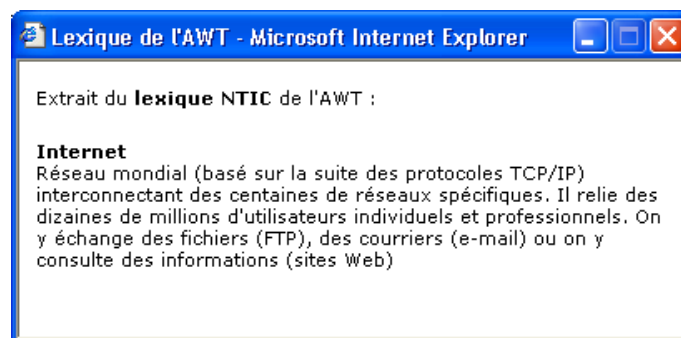 Lexique de l'AWT - Microsoft Internet Explorer
Extrait du lexique NTIC de l'AWT :
Internet
Réseau mondial (basé sur la suite des protocoles TCP/IP)
interconnectant des centaines de réseaux spécifiques. Il relie des
dizaines de millions d'utilisateurs individuels et professionnels. On
y échange des fichiers (FTP), des courriers (e-mail) ou on y
consulte des informations (sites Web)